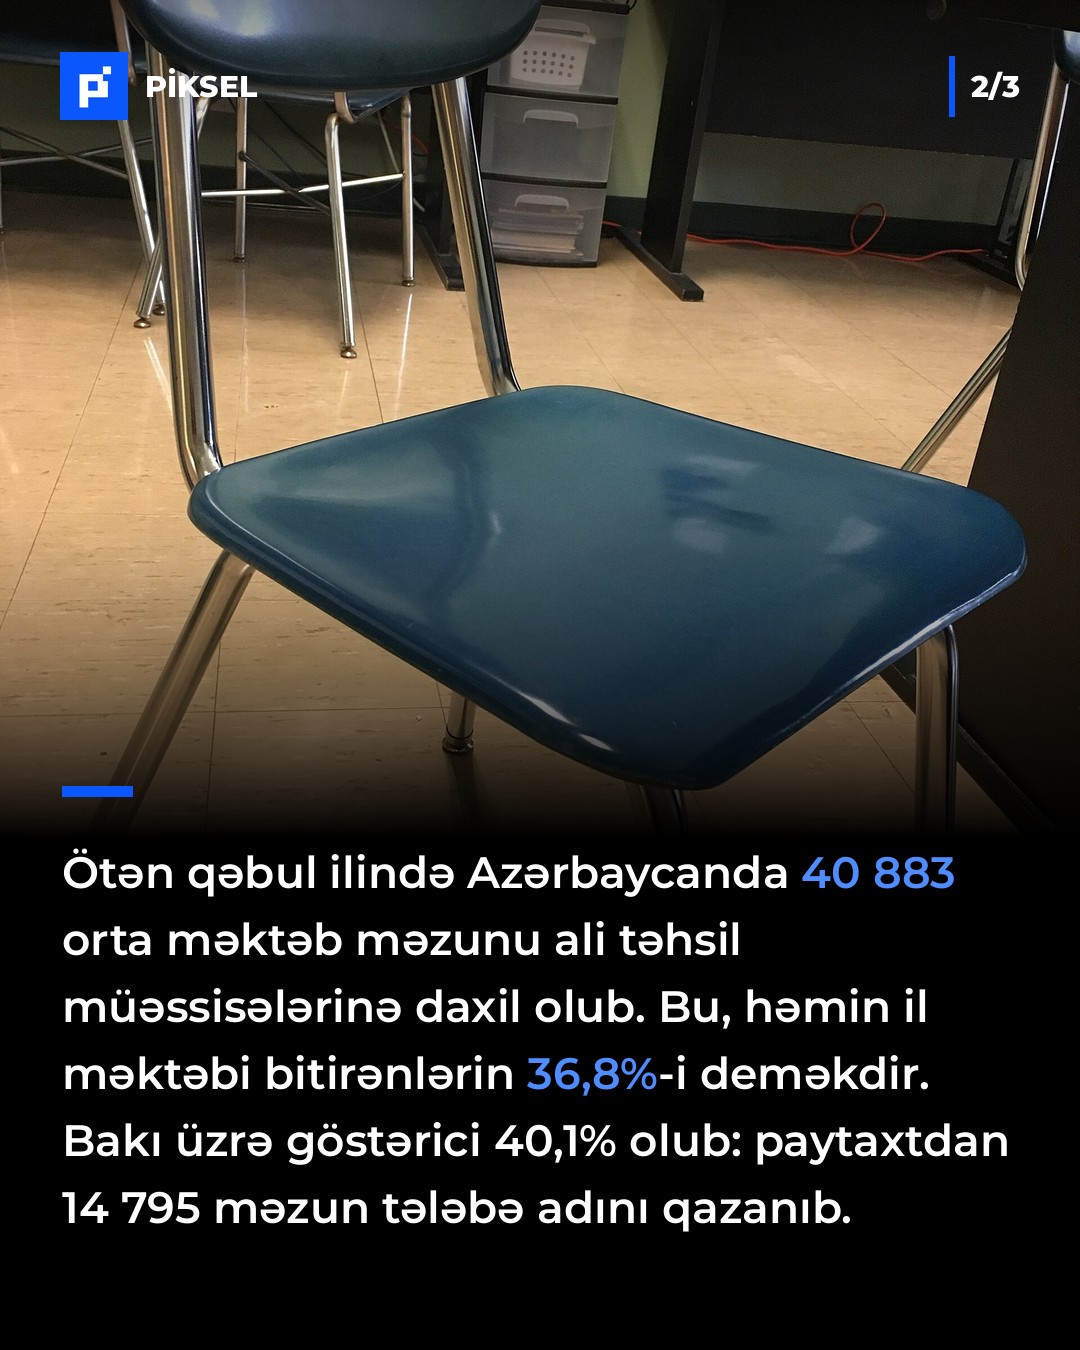 PİKSEL
2/3
Ötən qəbul ilində Azərbaycanda 40 883
orta məktəb məzunu ali təhsil
müəssisələrinə daxil olub. Bu, həmin il
məktəbi bitirənlərin 36,8%-i deməkdir.
Bakı üzrə göstərici 40,1% olub: paytaxtdan
14 795 məzun tələbə adını qazanıb.